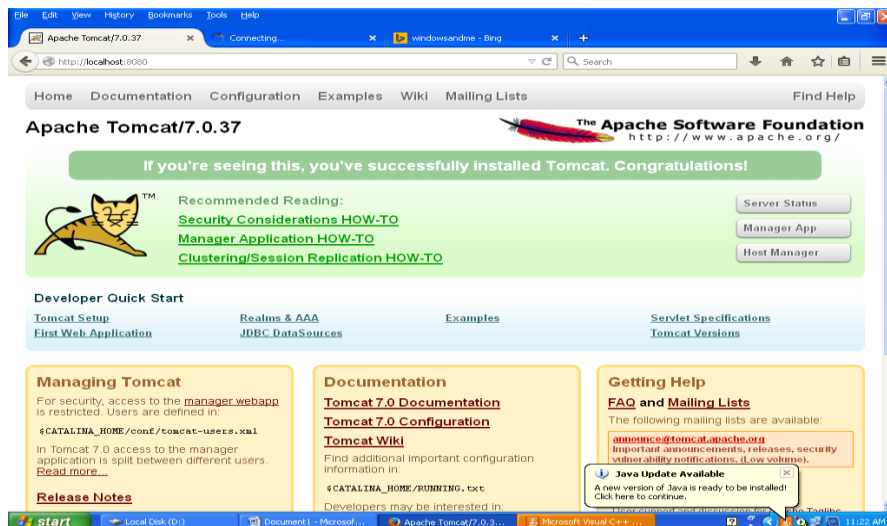 File Edit View History Bookmarks Tools Help
Apache Tomcat/7.0.37 Connecting... windowsandme - Bing
http://localhost:8080 Search
Home Documentation Configuration Examples Wiki Mailing Lists Find Help
Apache Tomcat/7.0.37
The Apache Software Foundation
http://www.apache.org/
If you're seeing this, you've successfully installed Tomcat. Congratulations!
TM
Recommended Reading:
Security Considerations HOW-TO
Manager Application HOW-TO
Clustering/Session Replication HOW-TO
Server Status
Manager App
Host Manager
Developer Quick Start
Tomcat Setup
First Web Application
Realms & AAA
JDBC DataSources
Examples
Servlet Specifications
Tomcat Versions
Managing Tomcat
For security, access to the manager webapp
is restricted. Users are defined in:
$CATALINA_HOME/conf/tomcat-users.xml
In Tomcat 7.0 access to the manager
application is split between different users.
Read more...
Release Notes
Documentation
Tomcat 7.0 Documentation
Tomcat 7.0 Configuration
Tomcat Wiki
Find additional important configuration
information in:
$CATALINA_HOME/RUNNING.txt
Developers may be interested in:
Getting Help
FAQ and Mailing Lists
The following mailing lists are available:
announce@tomcat.apache.org
Important announcements, releases, security
vulnerability notifications. (Low volume).
Java Update Available
A new version of Java is ready to be installed!
Click here to continue.
Taglibs
start Local Disk (D:) Document1 - Microsof... Apache Tomcat/7.0.3... Microsoft Visual C++ ... 11:22 AM